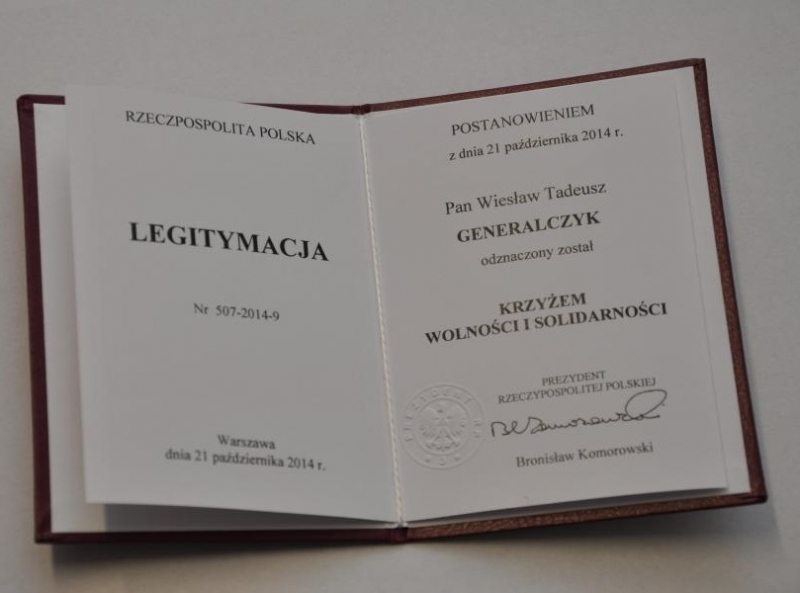 RZECZPOSPOLITA POLSKA
LEGITYMACJA
Nr 507-2014-9
Warszawa
dnia 21 października 2014 r.
POSTANOWIENIEM
z dnia 21 października 2014 r.
Pan Wiesław Tadeusz
GENERALCZYK
odznaczony został
KRZYŻEM
WOLNOŚCI I SOLIDARNOŚCI
PREZYDENT
RZECZYPOSPOLITEJ POLSKIEJ
Bronisław Komorowski